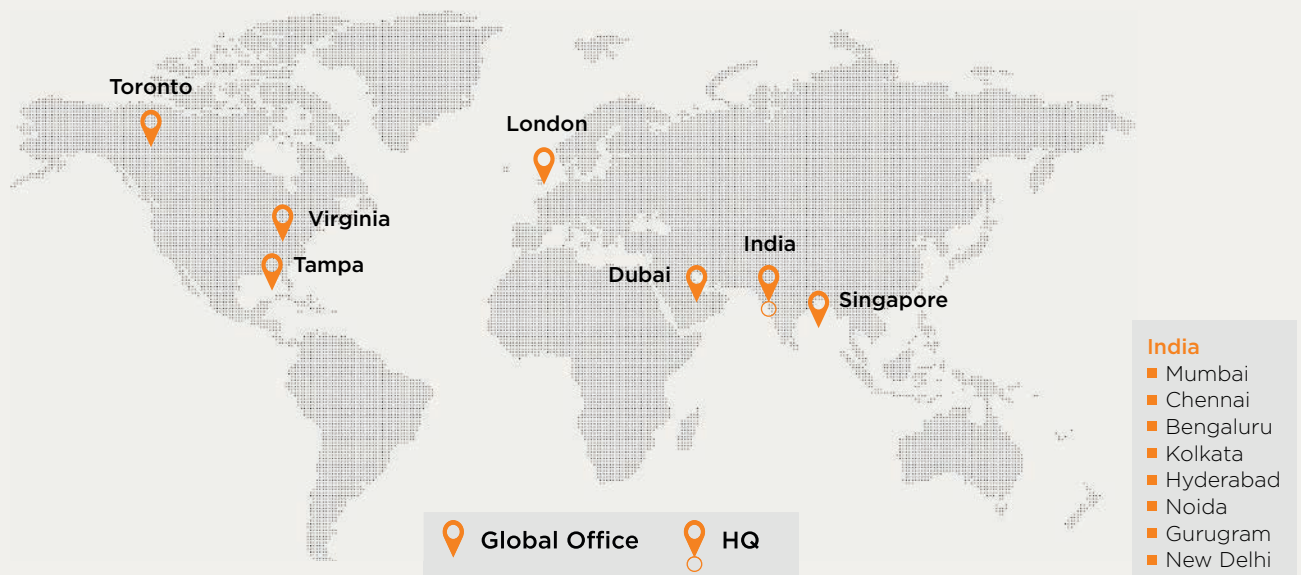 Toronto
London
Virginia
India
Tampa
Dubai
Singapore
India
Mumbai
Chennai
Bengaluru
Kolkata
Hyderabad
Noida
Gurugram
New Delhi
Global Office
HQ